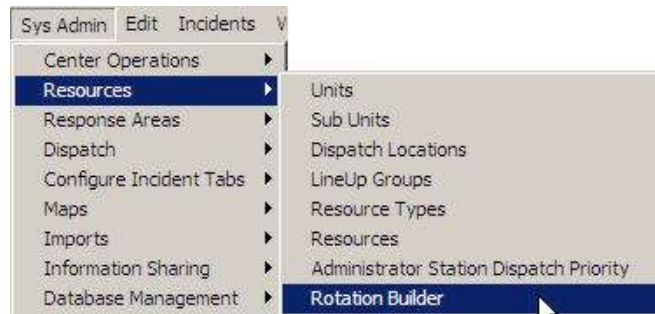 Sys Admin Edit Incidents
Center Operations
Resources
Response Areas
Dispatch
Configure Incident Tabs
Maps
Imports
Information Sharing
Database Management
Units
Sub Units
Dispatch Locations
LineUp Groups
Resource Types
Resources
Administrator Station Dispatch Priority
Rotation Builder